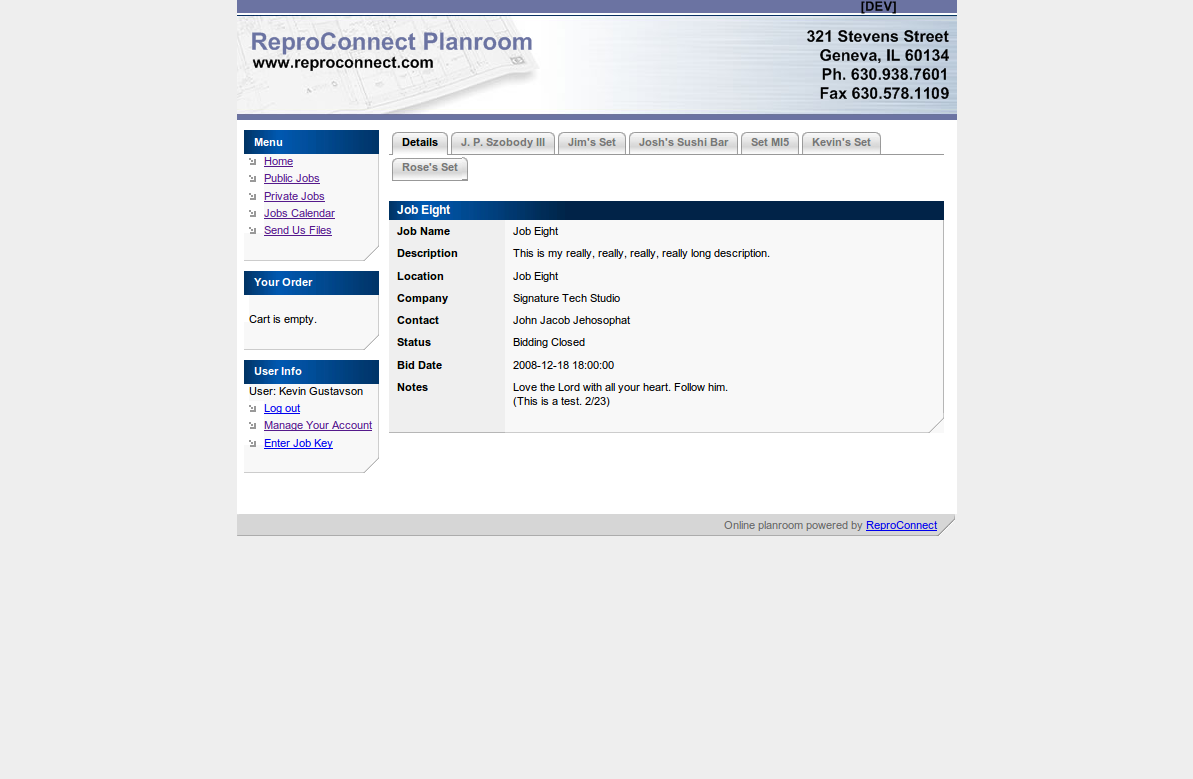 [DEV]
ReproConnect Planroom
www.reproconnect.com
321 Stevens Street
Geneva, IL 60134
Ph. 630.938.7601
Fax 630.578.1109
Menu
Home
Public Jobs
Private Jobs
Jobs Calendar
Send Us Files
Your Order
Cart is empty.
User Info
User: Kevin Gustavson
Log out
Manage Your Account
Enter Job Key
Details J. P. Szobody III Jim's Set Josh's Sushi Bar Set MI5 Kevin's Set
Rose's Set
Job Eight
Job Name Job Eight
Description This is my really, really, really, really long description.
Location Job Eight
Company Signature Tech Studio
Contact John Jacob Jehosophat
Status Bidding Closed
Bid Date 2008-12-18 18:00:00
Notes Love the Lord with all your heart. Follow him.
(This is a test. 2/23)
Online planroom powered by ReproConnect